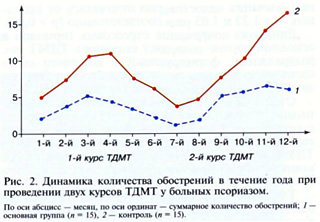 15
10
5
0
2
1
1-й 2-й 3-й 4-й 5-й 6-й 7-й 8-й 9-й 10-й 11-й 12-й
1-й курс ТДМТ 2-й курс ТДМТ
Рис. 2. Динамика количества обострений в течение года при
проведении двух курсов ТДМТ у больных псориазом.
По оси абсцисс — месяц, по оси ординат — суммарное количество обострений; 1 —
основная группа (n = 15), 2 — контроль (n = 15).